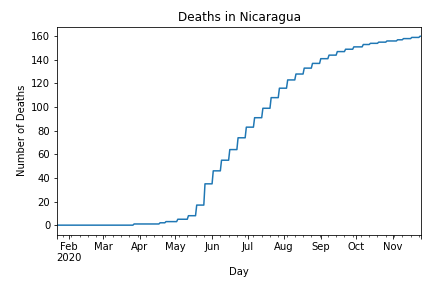 Deaths in Nicaragua
Number of Deaths
160
140
120
100
80
60
40
20
0
Feb Mar Apr May Jun Jul Aug Sep Oct Nov
2020
Day